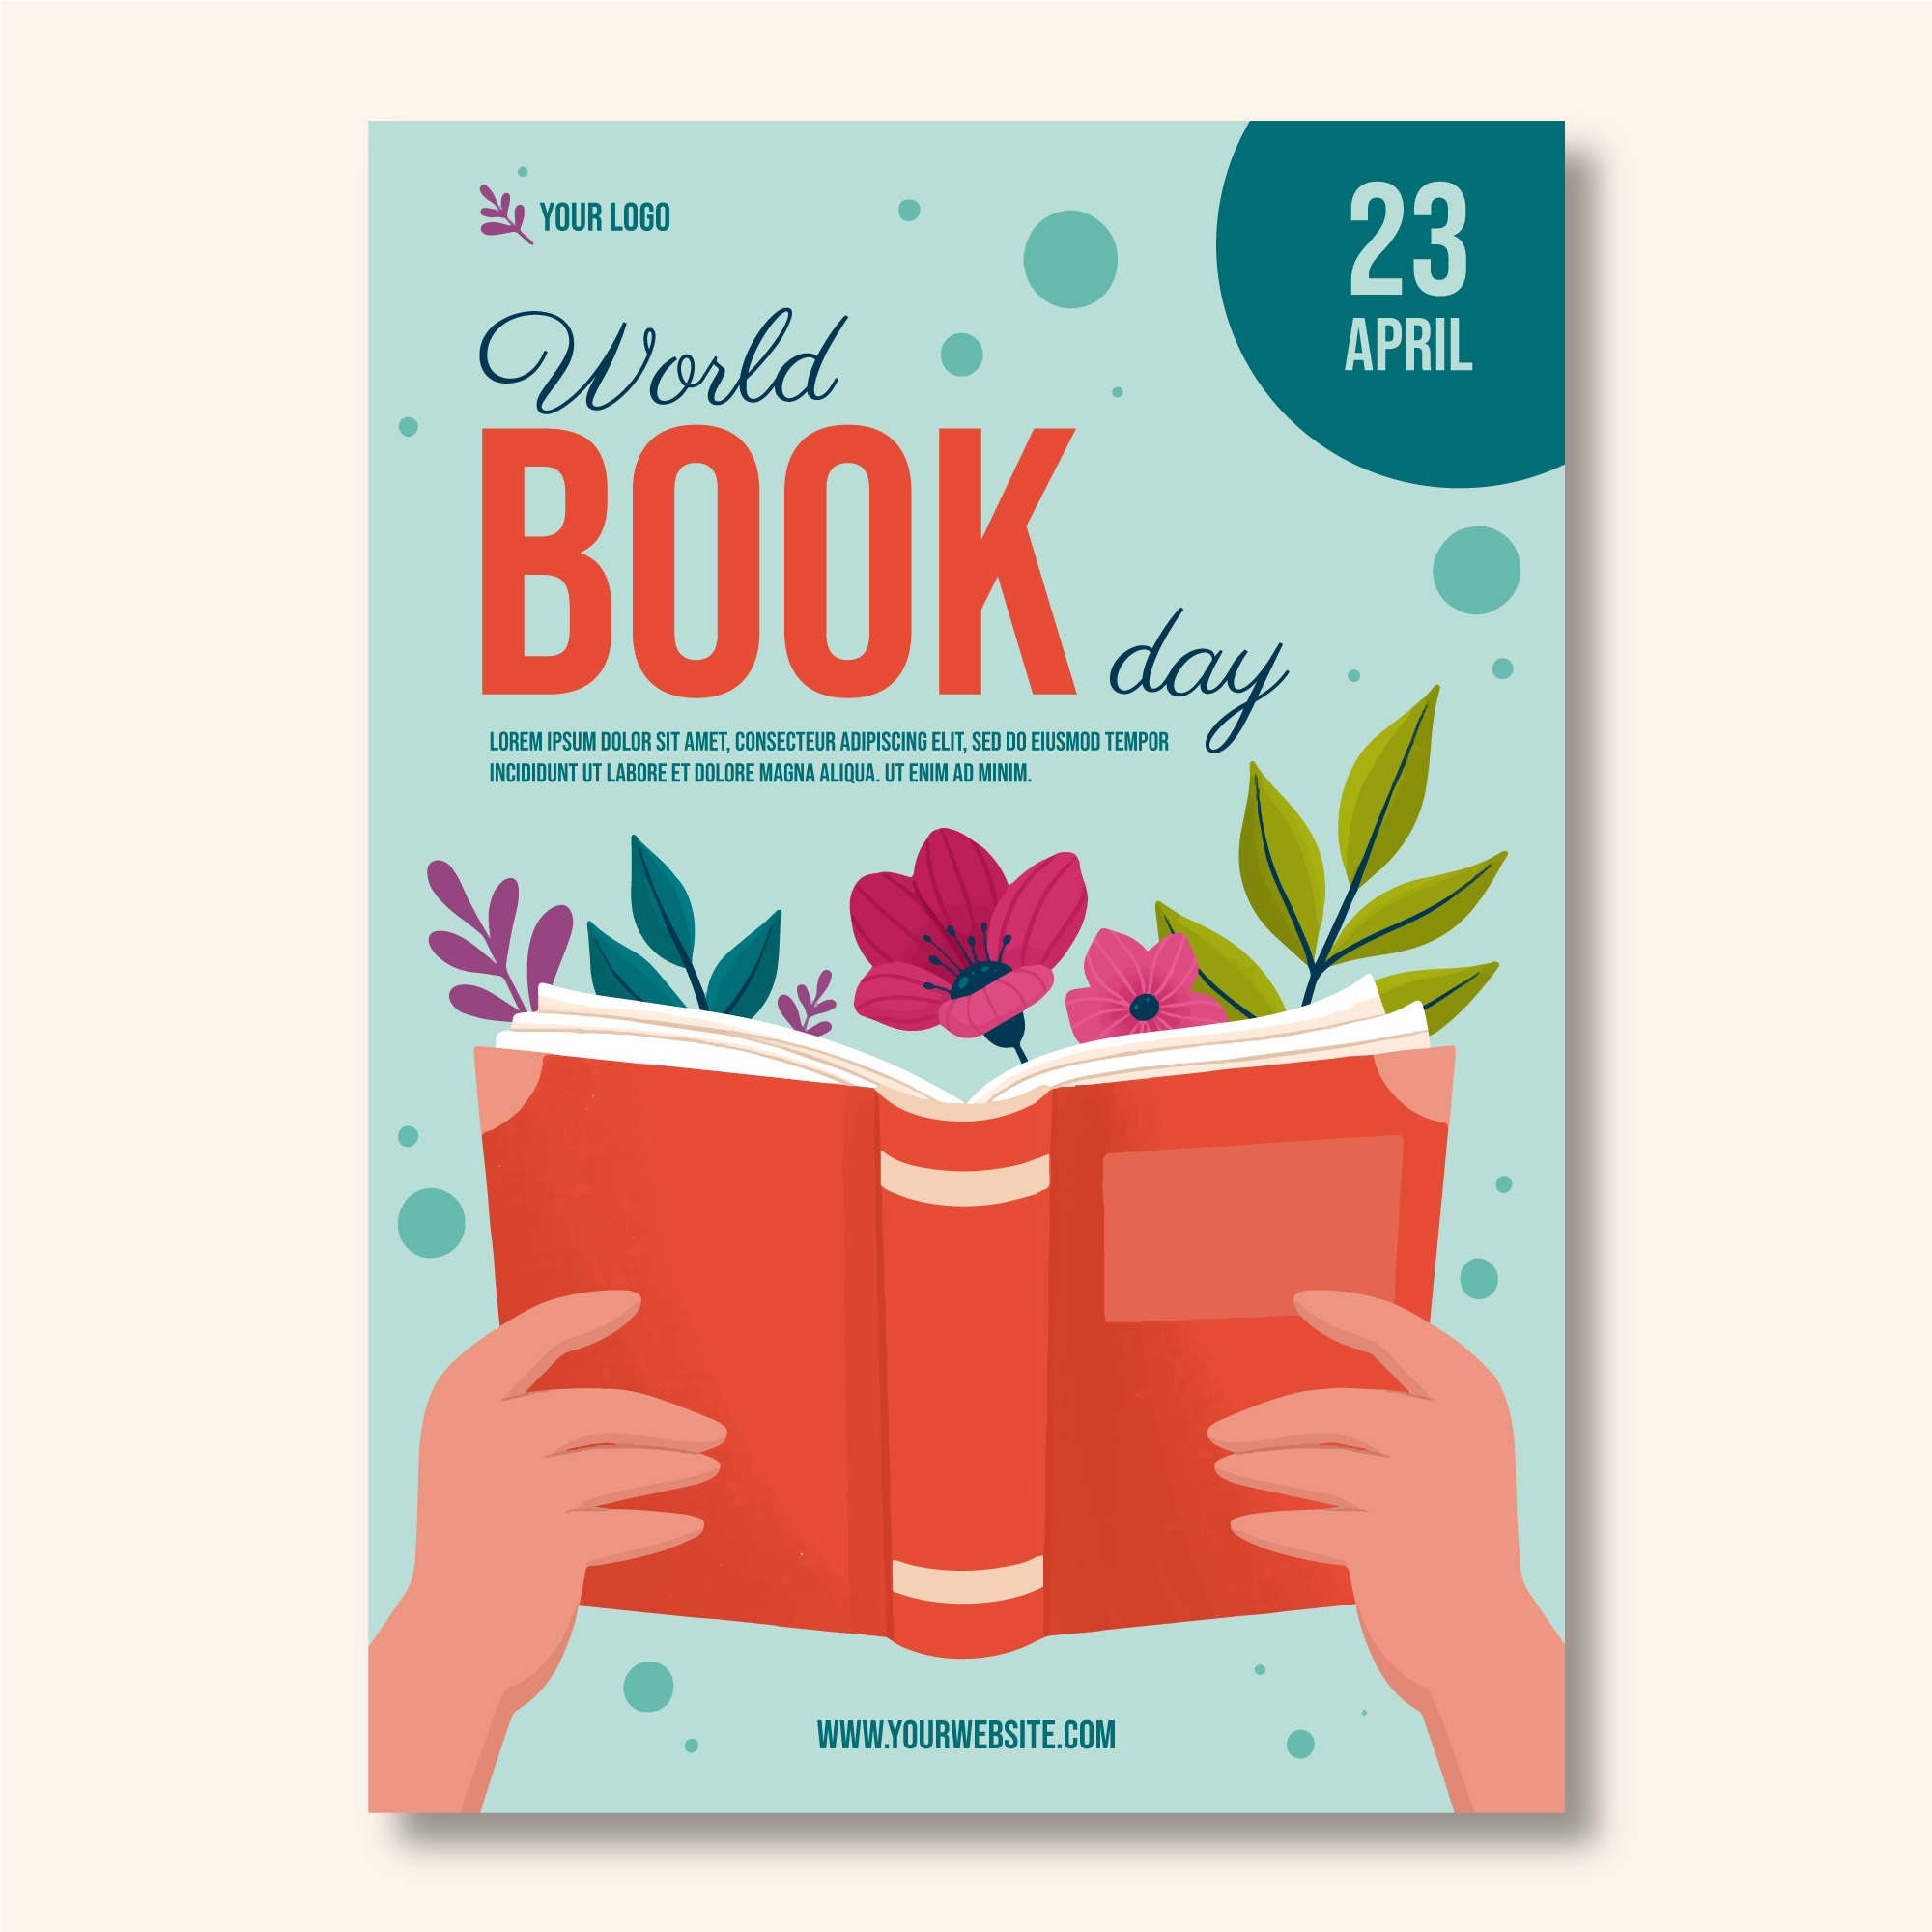 YOUR LOGO
23
APRIL
World
BOOK
day
LOREM IPSUM DOLOR SIT AMET, CONSECTEUR ADIPISCING ELIT, SED DO EIUSMOD TEMPOR
INCIDIDUNT UT LABORE ET DOLORE MAGNA ALIQUA. UT ENIM AD MINIM.
WWW.YOURWEBSITE.COM